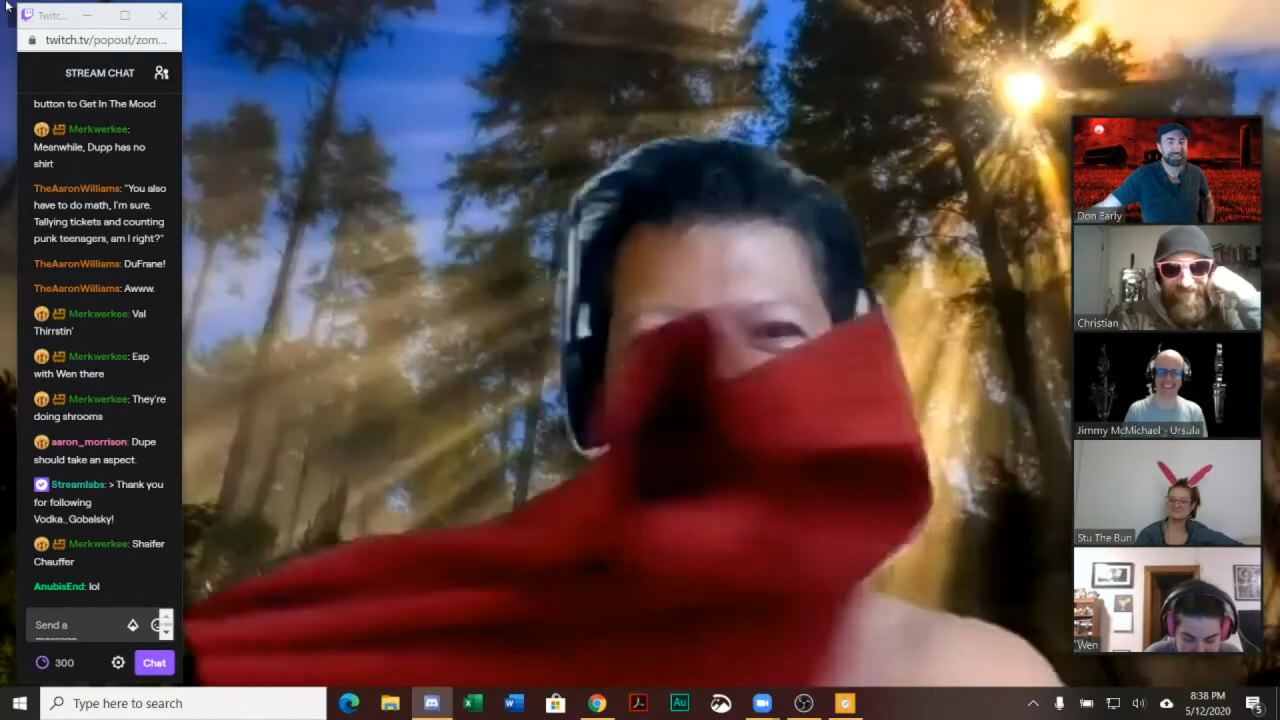 Twitc...
twitch.tv/popout/zom...
STREAM CHAT
button to Get In The Mood
Merkwerkee:
Meanwhile, Dupp has no
shirt
TheAaronWilliams: "You also
have to do math, I'm sure.
Tallying tickets and counting
punk teenagers, am I right?"
TheAaronWilliams: DuFrane!
TheAaronWilliams: Awww.
Merkwerkee: Val
Thirrstin'
Merkwerkee: Esp
with Wen there
Merkwerkee: They're
doing shrooms
aaron_morrison: Dupe
should take an aspect.
Streamlabs: > Thank you
for following
Vodka_Gobalsky!
Merkwerkee: Shaifer
Chauffer
AnubisEnd: lol
Send a
message
300
Chat
Don Early
Christian
Jimmy McMichael - Ursula
Stu The Bun
Wen
Type here to search
Au
8:38 PM
5/12/2020
5